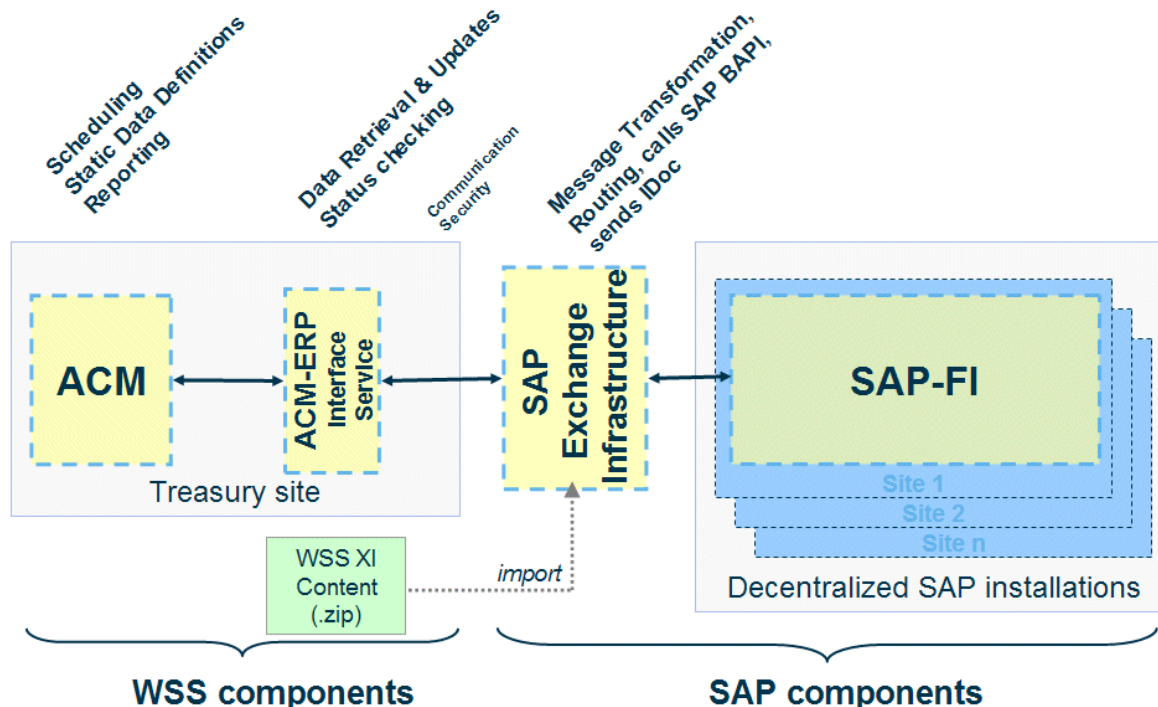 Scheduling
Static Data Definitions
Reporting
Data Retrieval & Updates
Status checking
Communication
Security
Message Transformation,
Routing, calls SAP BAPI,
sends IDoc
ACM
ACM-ERP
Interface
Service
Treasury site
SAP
Exchange
Infrastructure
SAP-FI
Site 1
Site 2
Site n
Decentralized SAP installations
WSS XI
Content
(.zip)
import
WSS components
SAP components